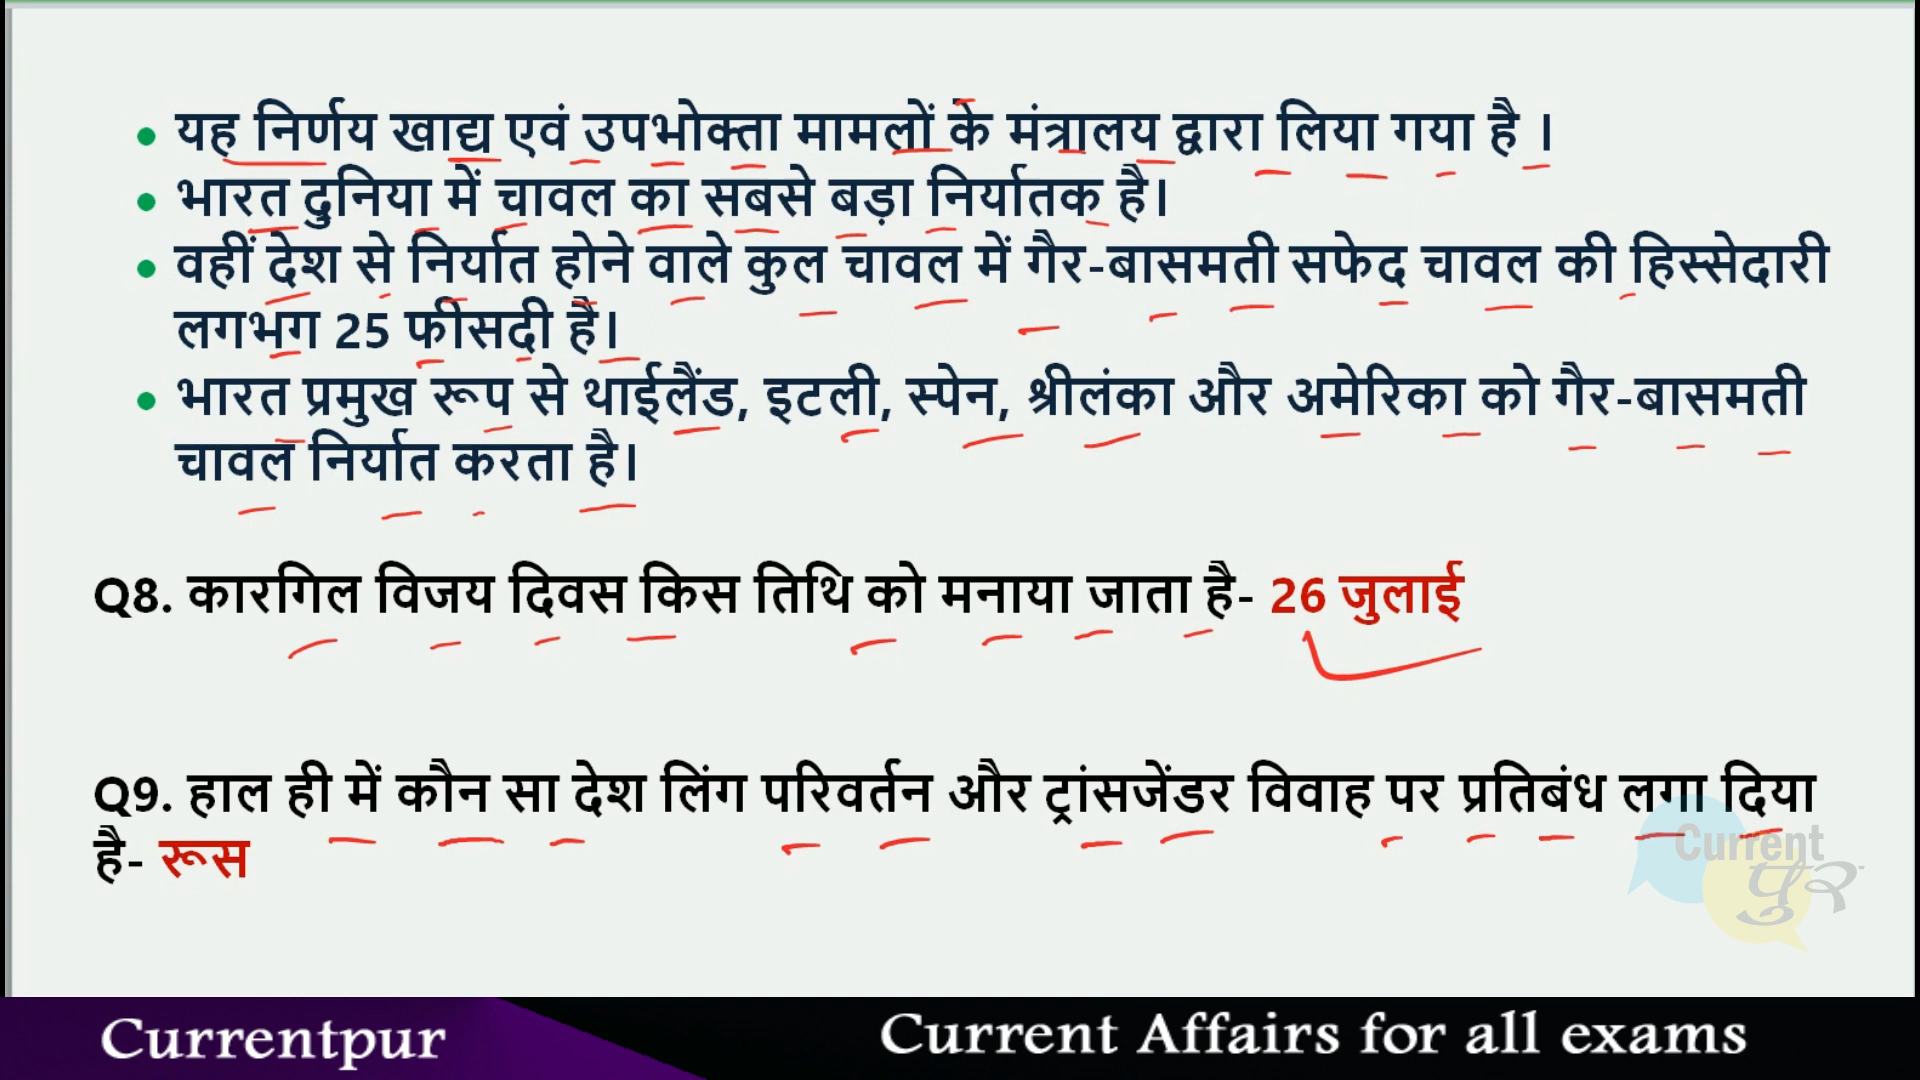 • यह निर्णय खाद्य एवं उपभोक्ता मामलों के मंत्रालय द्वारा लिया गया है ।
• भारत दुनिया में चावल का सबसे बड़ा निर्यातक है।
• वहीं देश से निर्यात होने वाले कुल चावल में गैर-बासमती सफेद चावल की हिस्सेदारी
लगभग 25 फीसदी है।
• भारत प्रमुख रूप से थाईलैंड, इटली, स्पेन, श्रीलंका और अमेरिका को गैर-बासमती
चावल निर्यात करता है।
Q8. कारगिल विजय दिवस किस तिथि को मनाया जाता है- 26 जुलाई
Q9. हाल ही में कौन सा देश लिंग परिवर्तन और ट्रांसजेंडर विवाह पर प्रतिबंध लगा दिया
है- रूस
Current
पुर
Currentpur
Current Affairs for all exams